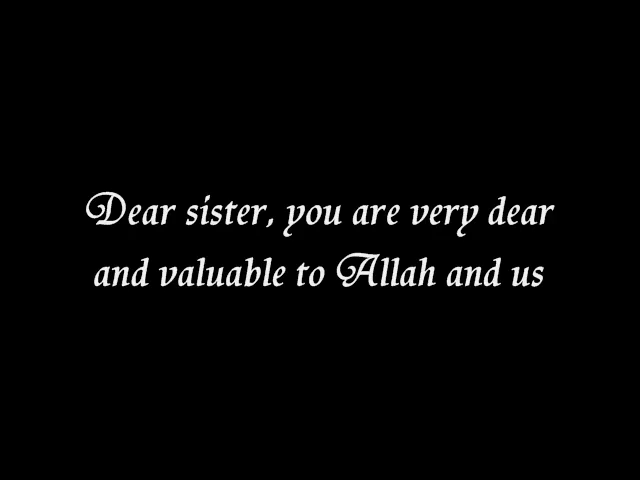 Dear sister, you are very dear
and valuable to Allah and us